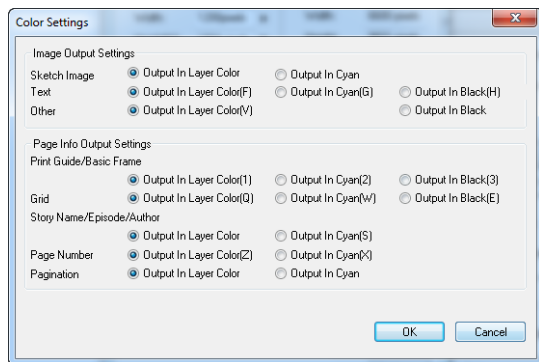 Color Settings
Image Output Settings
Sketch Image Output In Layer Color Output In Cyan
Text Output In Layer Color(F) Output In Cyan(G) Output In Black(H)
Other Output In Layer Color(V) Output In Black
Page Info Output Settings
Print Guide/Basic Frame
Output In Layer Color(1) Output In Cyan(2) Output In Black(3)
Grid Output In Layer Color(Q) Output In Cyan(W) Output In Black(E)
Story Name/Episode/Author
Output In Layer Color Output In Cyan(S)
Page Number Output In Layer Color(Z) Output In Cyan(X)
Pagination Output In Layer Color Output In Cyan
OK Cancel